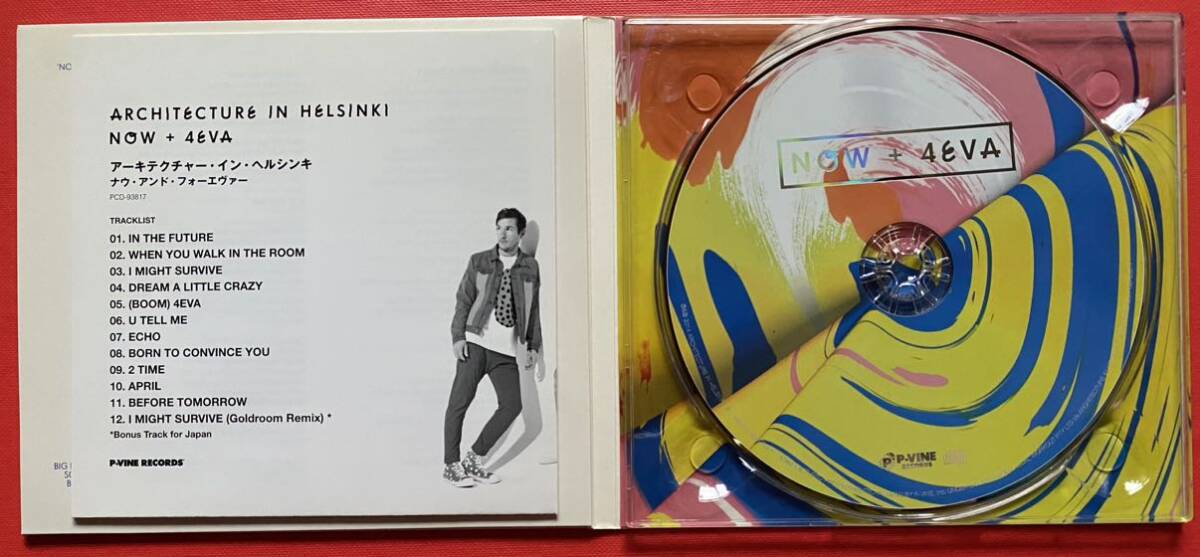 'NO
ARCHITECTURE IN HELSINKI
NOW + 4EVA
アーキテクチャー・イン・ヘルシンキ
ナウ・アンド・フォーエヴァー
PCD-93817
TRACKLIST
01. IN THE FUTURE
02. WHEN YOU WALK IN THE ROOM
03. I MIGHT SURVIVE
04. DREAM A LITTLE CRAZY
05. (BOOM) 4EVA
06. U TELL ME
07. ECHO
08. BORN TO CONVINCE YOU
09. 2 TIME
10. APRIL
11. BEFORE TOMORROW
12. I MIGHT SURVIVE (Goldroom Remix) *
*Bonus Track for Japan
P-VINE RECORDS
BIG
NOW + 4EVA
P-VINE
RECORDS